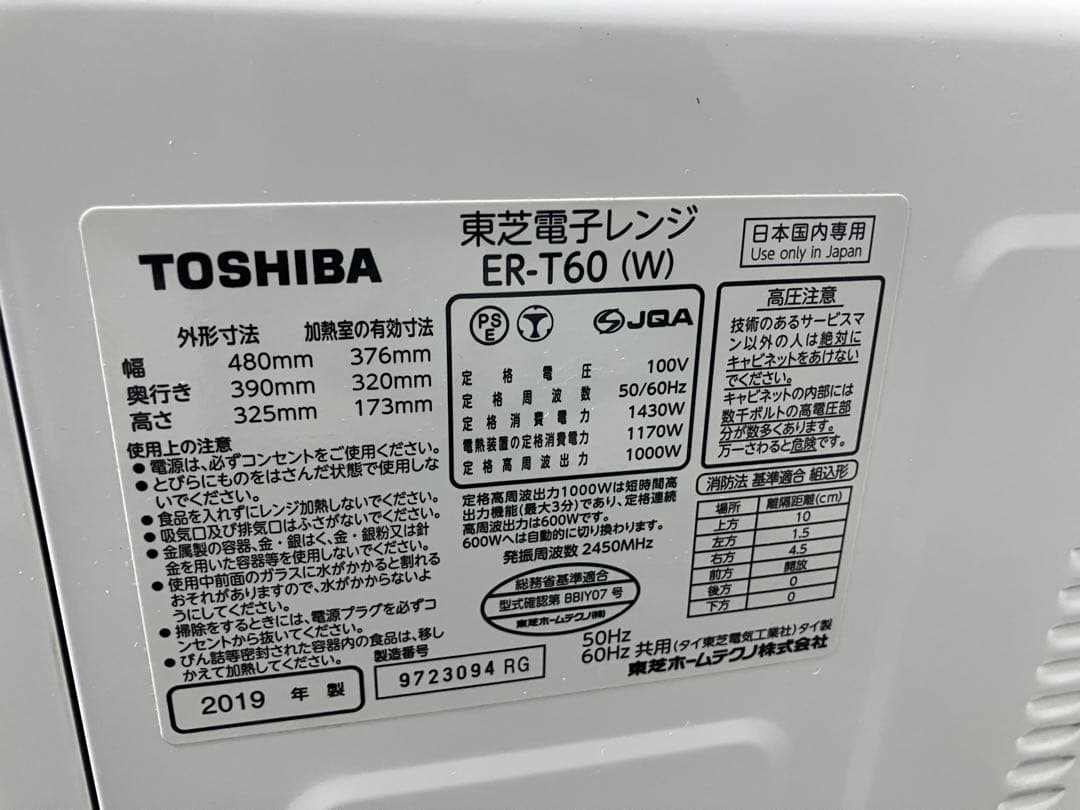 TOSHIBA
東芝電子レンジ
ER-T60 (W)
日本国内専用
Use only in Japan
外形寸法 加熱室の有効寸法
幅 480mm 376mm
奥行き 390mm 320mm
高さ 325mm 173mm
使用上の注意
●電源は、必ずコンセントをご使用ください。
●とびらにものをはさんだ状態で使用しな
いでください。
●食品を入れずにレンジ加熱しないでください。
●吸気口及び排気口はふさがないでください。
●金属製の容器、金・銀はく、金・銀粉又は針
金を用いた容器等を使用しないでください。
●使用中前面のガラスに水がかかると割れる
おそれがありますので、水がかからないよ
うにしてください。
●掃除をするときには、電源プラグを必ずコ
ンセントから抜いてください。
●びん詰等密封された容器内の食品は、移し
かえて加熱してください。
2019 年 製
製造番号
9723094 RG
PS
E
JQA
定格電圧 100V
定格周波数 50/60Hz
定格消費電力 1430W
電熱装置の定格消費電力 1170W
定格高周波出力 1000W
定格高周波出力1000Wは短時間高
出力機能(最大3分)であり、定格連続
高周波出力は600Wです。
600Wへは自動的に切り換わります。
発振周波数 2450MHz
総務省基準適合
型式確認第 BBIY07 号
東芝ホームテクノ(株)
50Hz
60Hz 共用(タイ東芝電気工業社)タイ製
東芝ホームテクノ株式会社
高圧注意
技術のあるサービスマ
ン以外の人は絶対に
キャビネットをあけない
でください。
キャビネットの内部には
数千ボルトの高電圧部
分が数多くあります。
万一さわると危険です。
消防法 基準適合 組込形
場所 離隔距離(cm)
上方 10
左方 1.5
右方 4.5
前方 開放
後方 0
下方 0